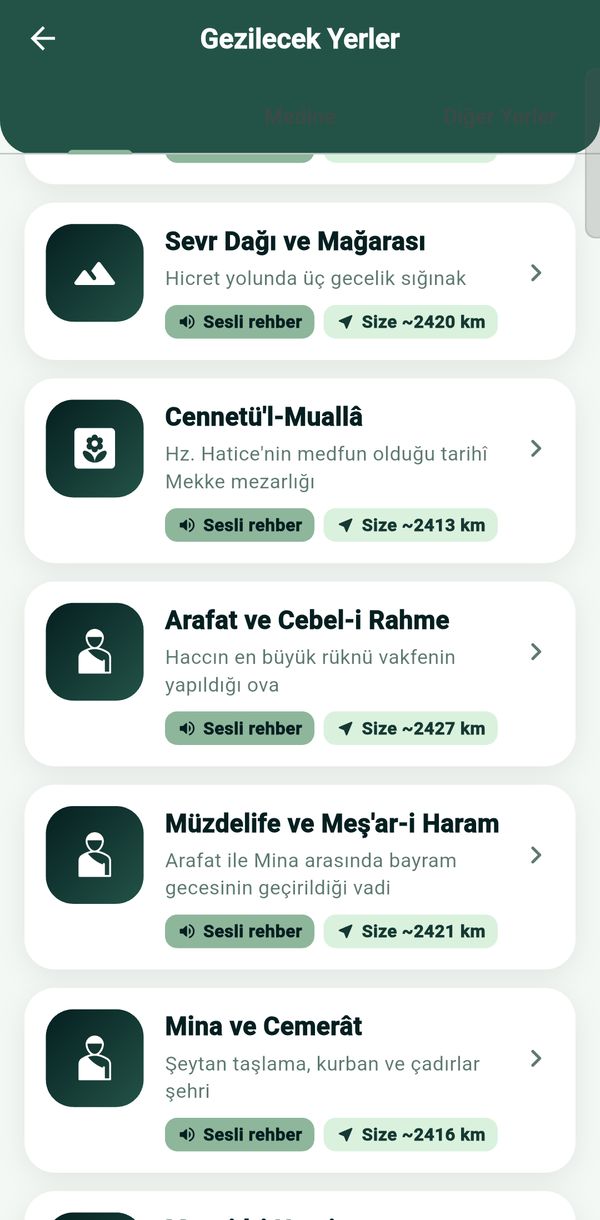 Gezilecek Yerler
Medine
Diğer Yerler
Sevr Dağı ve Mağarası
Hicret yolunda üç gecelik sığınak
Sesli rehber
Size ~2420 km
Cennetü'l-Muallâ
Hz. Hatice'nin medfun olduğu tarihî
Mekke mezarlığı
Sesli rehber
Size ~2413 km
Arafat ve Cebel-i Rahme
Haccın en büyük rüknü vakfenin
yapıldığı ova
Sesli rehber
Size ~2427 km
Müzdelife ve Meş'ar-i Haram
Arafat ile Mina arasında bayram
gecesinin geçirildiği vadi
Sesli rehber
Size ~2421 km
Mina ve Cemerât
Şeytan taşlama, kurban ve çadırlar
şehri
Sesli rehber
Size ~2416 km